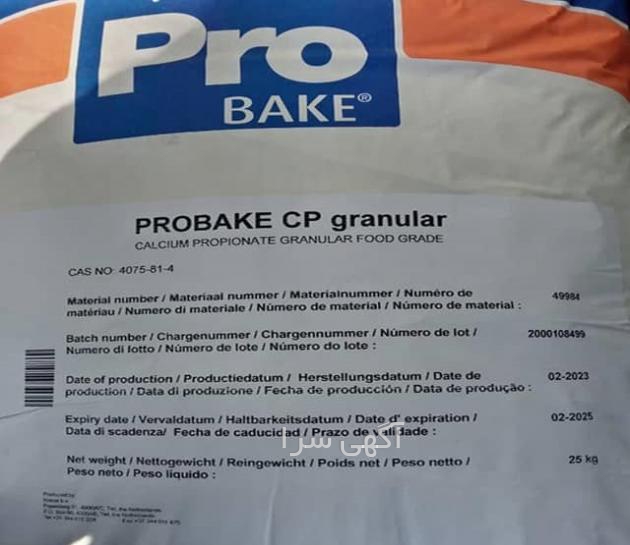 Pro
BAKE®
PROBAKE CP granular
CALCIUM PROPIONATE GRANULAR FOOD GRADE
CAS NO: 4075-81-4
Material number / Materiaal nummer / Materialnummer / Numéro de
matériau / Numero di materiale / Número de material / Número de material : 49984
Batch number / Chargenummer / Chargennummer / Número de lot /
Numero di lotto / Número de lote / Número do lote : 2000108499
Date of production / Productiedatum / Herstellungsdatum / Date de
production / Data di produzione / Fecha de producción / Data de produção : 02-2023
Expiry date / Vervaldatum / Haltbarkeitsdatum / Date d' expiration /
Data di scadenza/ Fecha de caducidad / Prazo de validade : 02-2025
آگهی سرا
Net weight / Nettogewicht / Reingewicht / Poids net / Peso netto /
Peso neto / Peso líquido : 25 kg
Produced by
Tiel, the Netherlands